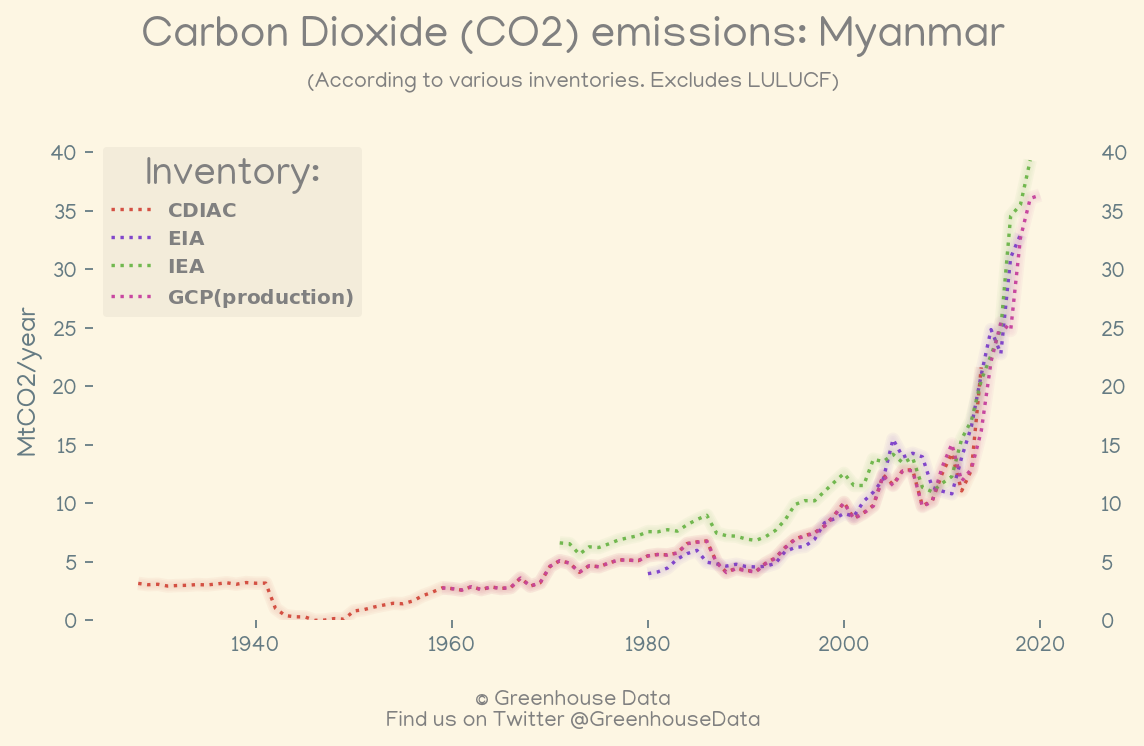 Carbon Dioxide (CO2) emissions: Myanmar
(According to various inventories. Excludes LULUCF)
Inventory:
CDIAC
EIA
IEA
GCP(production)
MtCO2/year
40
35
30
25
20
15
10
5
0
40
35
30
25
20
15
10
5
0
1940
1960
1980
2000
2020
© Greenhouse Data
Find us on Twitter @GreenhouseData